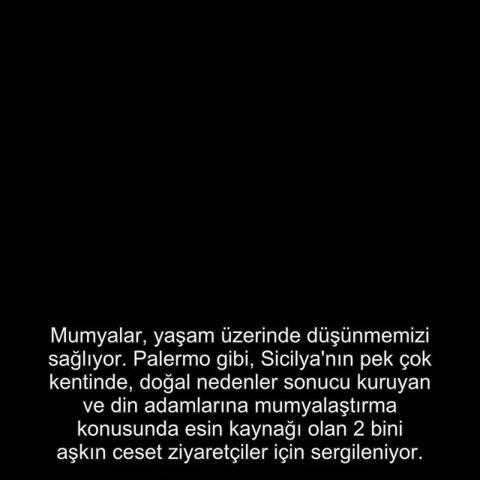 Mumyalar, yaşam üzerinde düşünmemizi
sağlıyor. Palermo gibi, Sicilya'nın pek çok
kentinde, doğal nedenler sonucu kuruyan
ve din adamlarına mumyalaştırma
konusunda esin kaynağı olan 2 bini
aşkın ceset ziyaretçiler için sergileniyor.